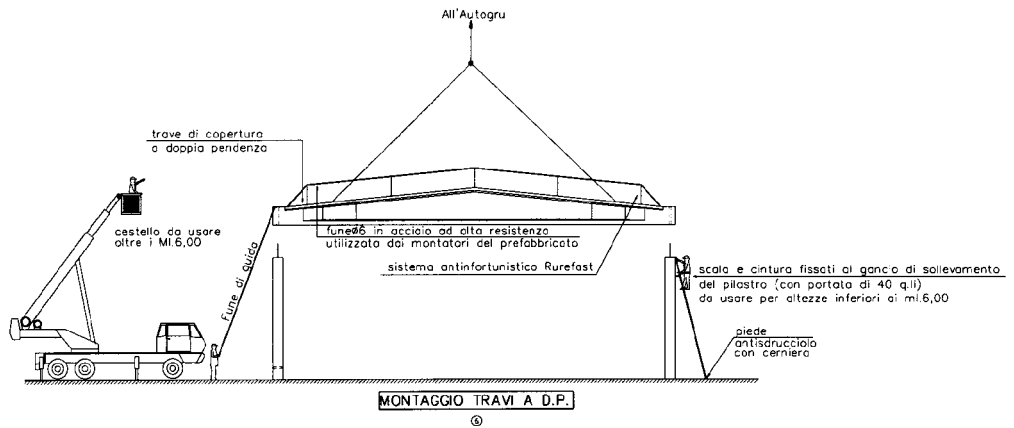 All'Autogru
trave di copertura
a doppia pendenza
cestello da usare
oltre i Ml.6,00
Fune di guida
funeø6 in acciaio ad alta resistenza
utilizzata dai montatori del prefabbricato
sistema antinfortunistico Rurefast
scala e cintura fissati al gancio di sollevamento
del pilastro (con portata di 40 q.li)
da usare per altezze inferiori ai ml.6,00
piede
antisdrucciolo
con cerniera
MONTAGGIO TRAVI A D.P.
6